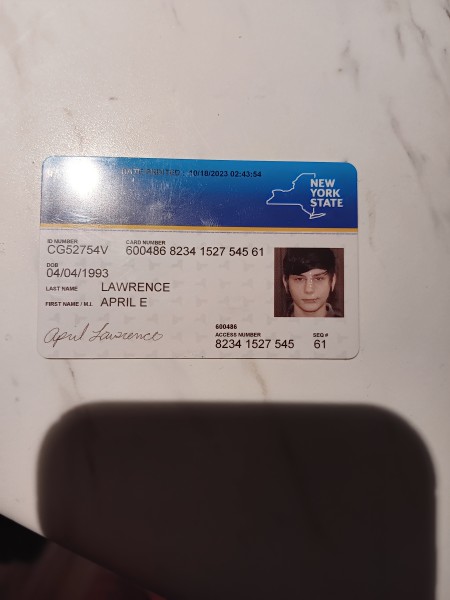 DATE PRINTED : 10/18/2023 02:43:54
NEW
YORK
STATE
ID NUMBER
CG52754V
CARD NUMBER
600486 8234 1527 545 61
DOB
04/04/1993
LAST NAME LAWRENCE
FIRST NAME / M.I. APRIL E
April Lawrence
600486
ACCESS NUMBER
8234 1527 545
SEQ #
61